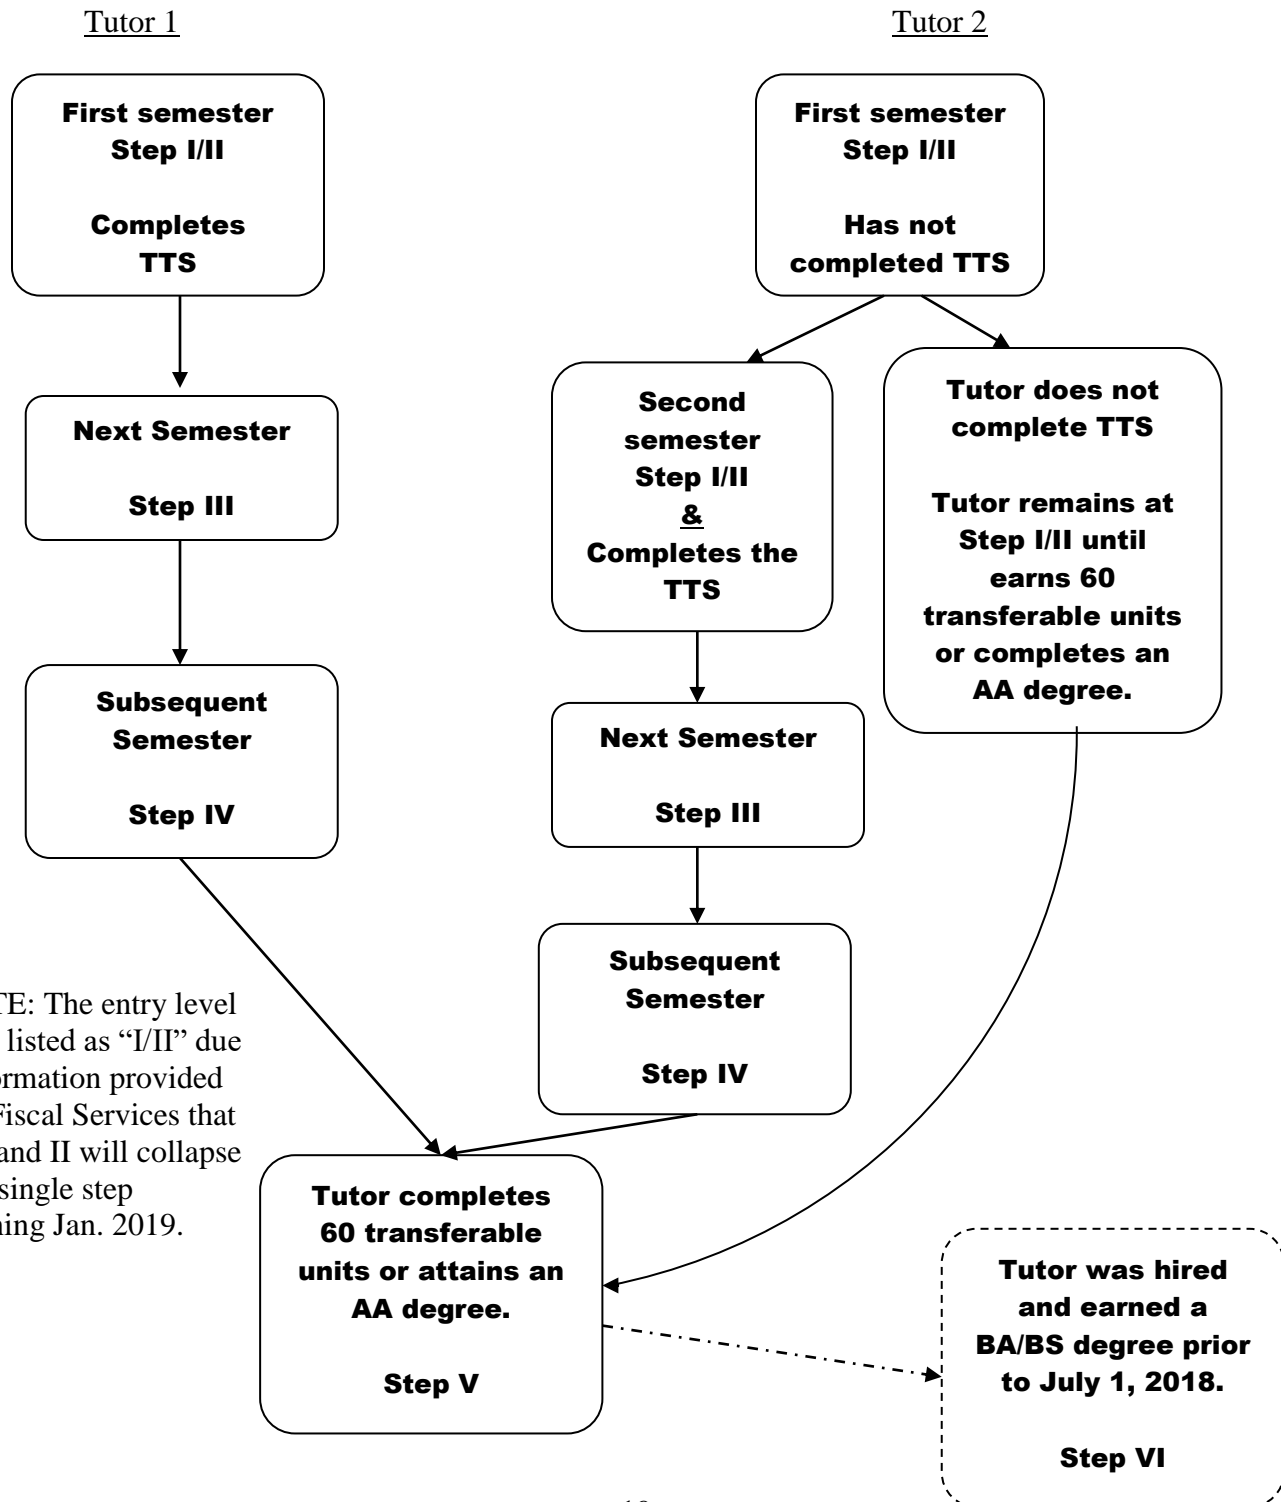 Tutor 1
First semester
Step I/II
Completes
TTS
Next Semester
Step III
Subsequent
Semester
Step IV
Tutor 2
First semester
Step I/II
Has not
completed TTS
Second
semester
Step I/II
&
Completes the
TTS
Next Semester
Step III
Subsequent
Semester
Step IV
Tutor does not
complete TTS
Tutor remains at
Step I/II until
earns 60
transferable units
or completes an
AA degree.
TE: The entry level
listed as “I/II” due
ormation provided
Fiscal Services that
and II will collapse
single step
ning Jan. 2019.
Tutor completes
60 transferable
units or attains an
AA degree.
Step V
Tutor was hired
and earned a
BA/BS degree prior
to July 1, 2018.
Step VI